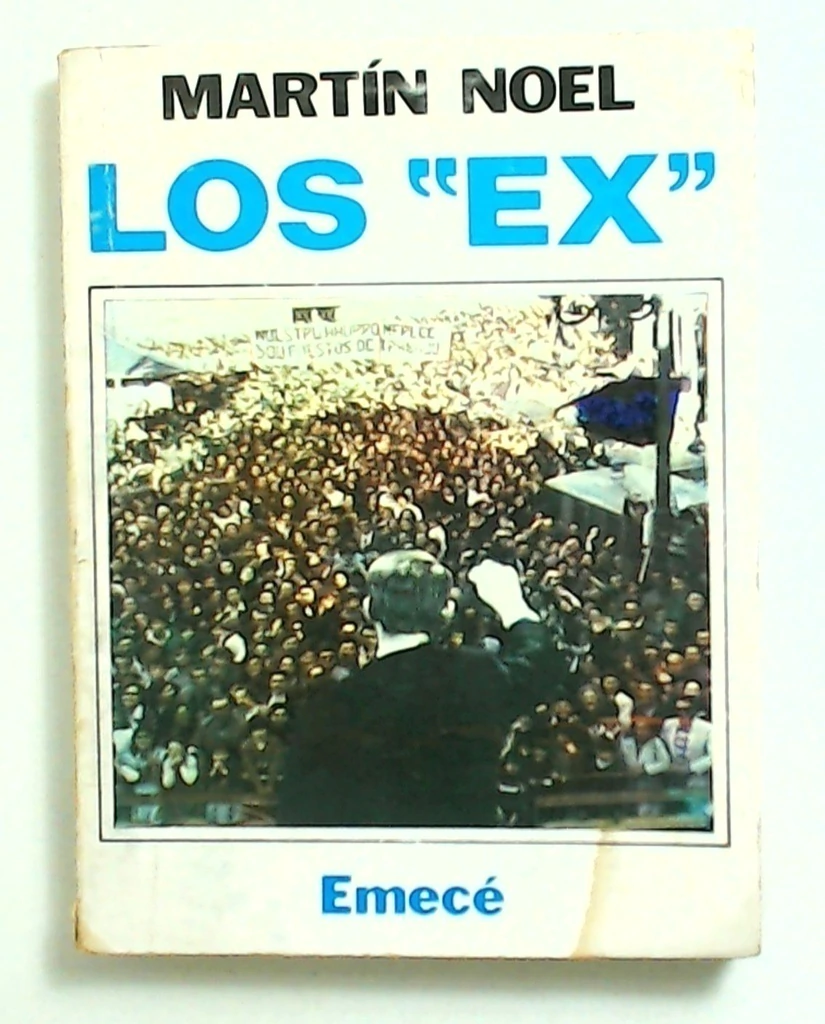 MARTÍN NOEL
LOS “EX”
Emecé